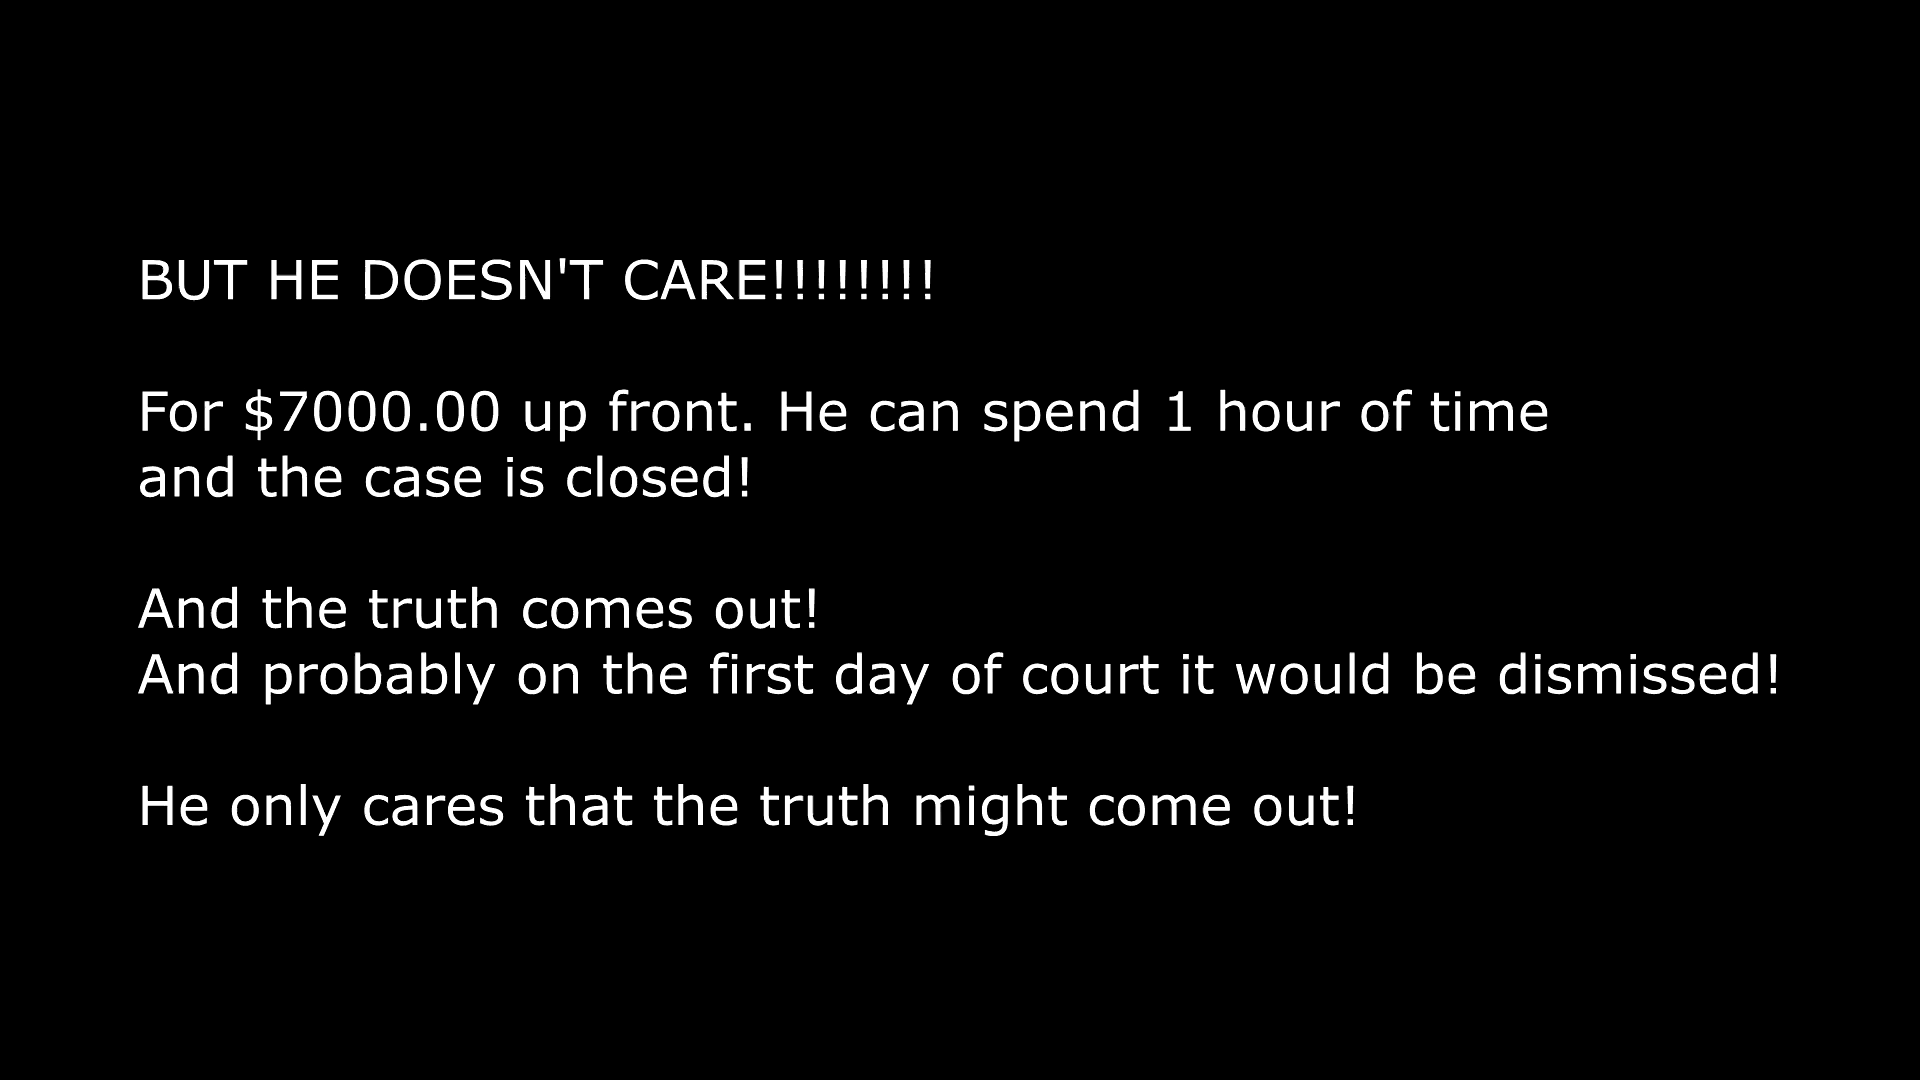 BUT HE DOESN'T CARE!!!!!!!!
For $7000.00 up front. He can spend 1 hour of time
and the case is closed!
And the truth comes out!
And probably on the first day of court it would be dismissed!
He only cares that the truth might come out!